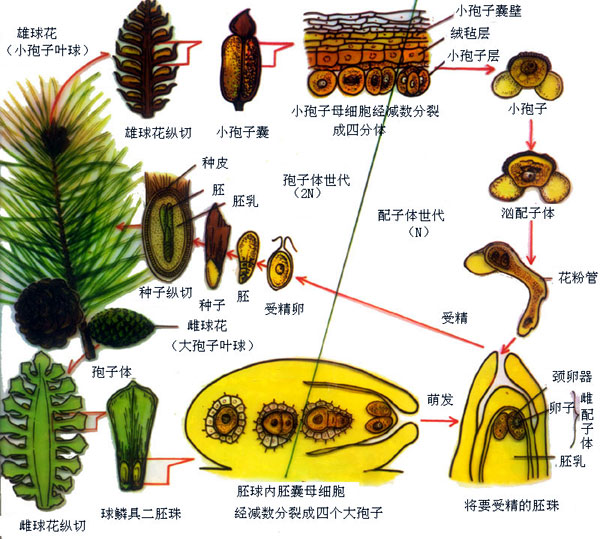 雄球花
(小孢子叶球)
雄球花纵切
小孢子囊
小孢子囊壁
绒毡层
小孢子层
小孢子母细胞经减数分裂
成四分体
小孢子
种皮
胚
胚乳
孢子体世代
(2N)
配子体世代
(N)
汹配子体
花粉管
种子纵切
种子
胚
受精卵
受精
雌球花
(大孢子叶球)
孢子体
萌发
颈卵器
卵子
雌配子体
胚乳
雌球花纵切
球鳞具二胚珠
胚球内胚囊母细胞
经减数分裂成四个大孢子
将要受精的胚珠